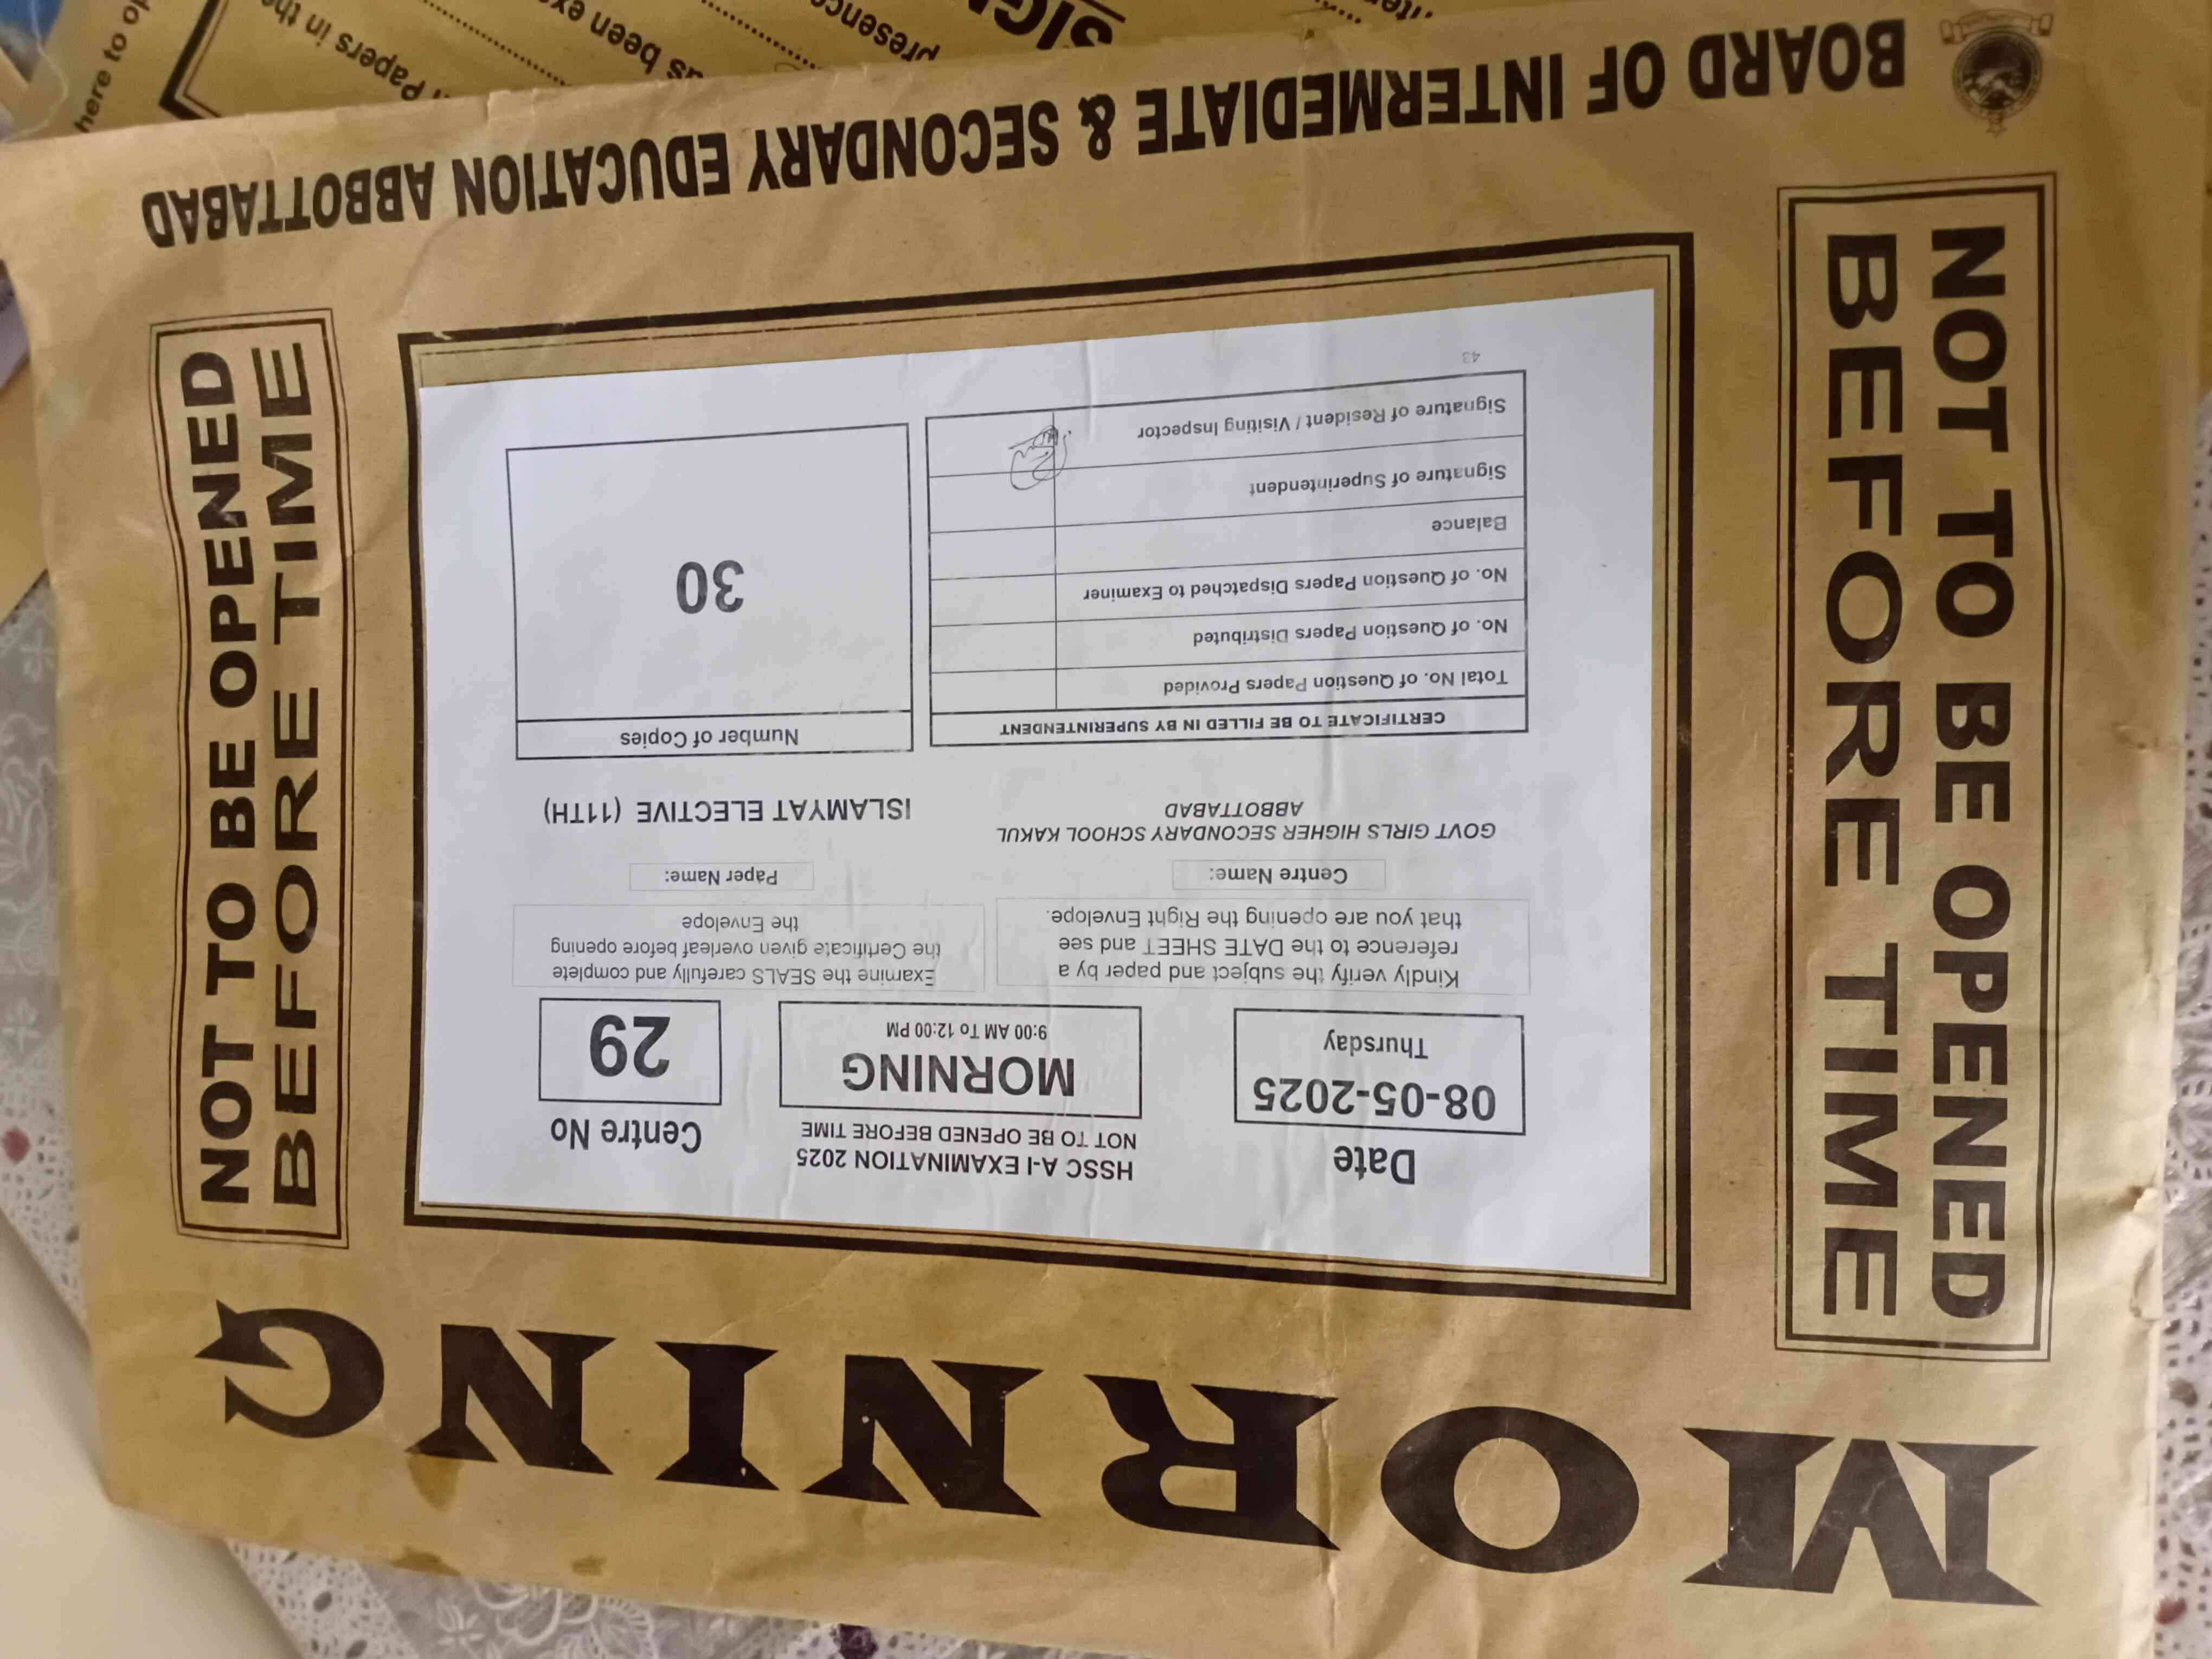 MORNING
NOT TO BE OPENED
BEFORE TIME
HSSC A-I EXAMINATION 2025
NOT TO BE OPENED BEFORE TIME
Date
08-05-2025
Thursday
MORNING
9:00 AM To 12:00 PM
Centre No
29
Kindly verify the subject and paper by a
reference to the DATE SHEET and see
that you are opening the Right Envelope.
Examine the SEALS carefully and complete
the Certificate given overleaf before opening
the Envelope
Centre Name:
GOVT GIRLS HIGHER SECONDARY SCHOOL KAKUL
ABBOTTABAD
Paper Name:
ISLAMYAT ELECTIVE (11TH)
CERTIFICATE TO BE FILLED IN BY SUPERINTENDENT
Total No. of Question Papers Provided
No. of Question Papers Distributed
No. of Question Papers Dispatched to Examiner
Balance
Signature of Superintendent
Signature of Resident / Visiting Inspector
43
Number of Copies
30
NOT TO BE OPENED
BEFORE TIME
BOARD OF INTERMEDIATE & SECONDARY EDUCATION ABBOTTABAD
here to
Papers in the
been